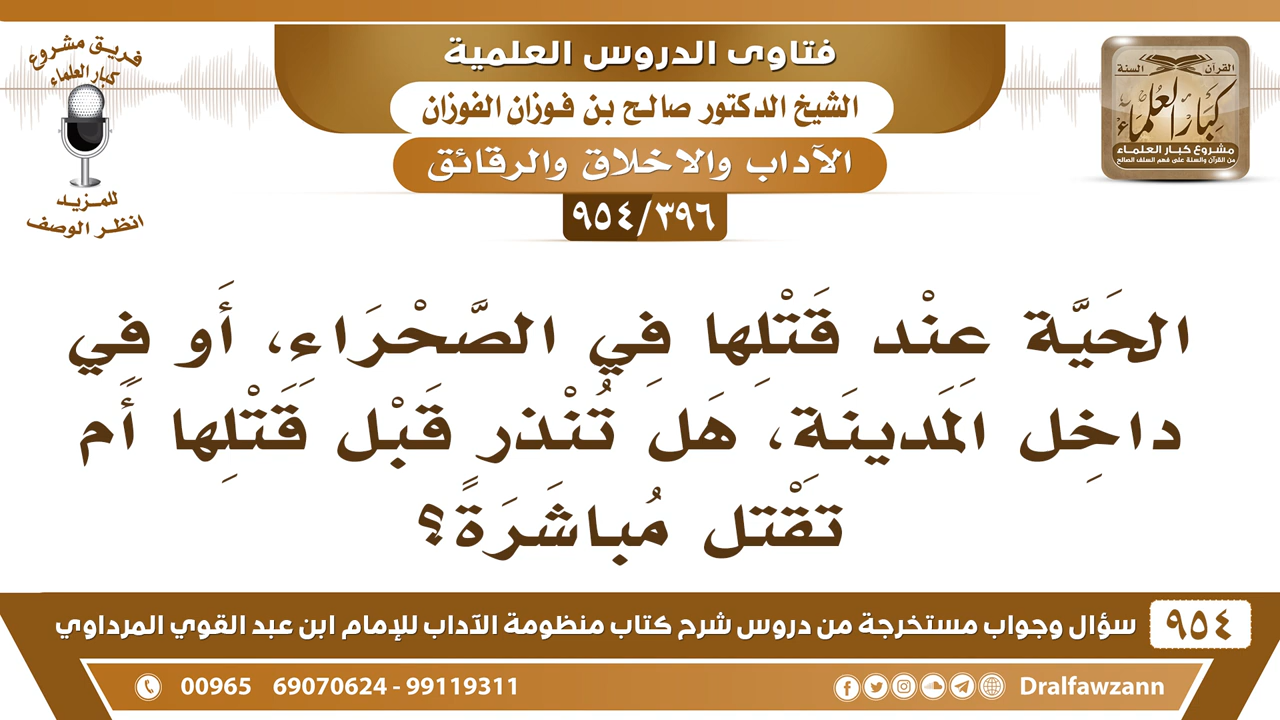 فريق مشروع
كبار العلماء
للمزيد
انظر الوصف
فتاوى الدروس العلمية
الشيخ الدكتور صالح بن فوزان الفوزان
الآداب والاخلاق والرقائق
٩٥٤/٣٩٦
القرآن السنة
كبار العلماء
مشروع كبار العلماء
من القرآن والسنة على فهم السلف الصالح
الحَيَّة عِنْد قَتْلِها فِي الصَّحْرَاءِ، أَو فِي
داخِل المَدينَة، هَل تُنْذر قَبْل قَتْلِها أَم
تقْتل مُباشَرَةً؟
٩٥٤ سؤال وجواب مستخرجة من دروس شرح كتاب منظومة الآداب للإمام ابن عبد القوي المرداوي
00965 69070624 - 99119311
Dralfawzann